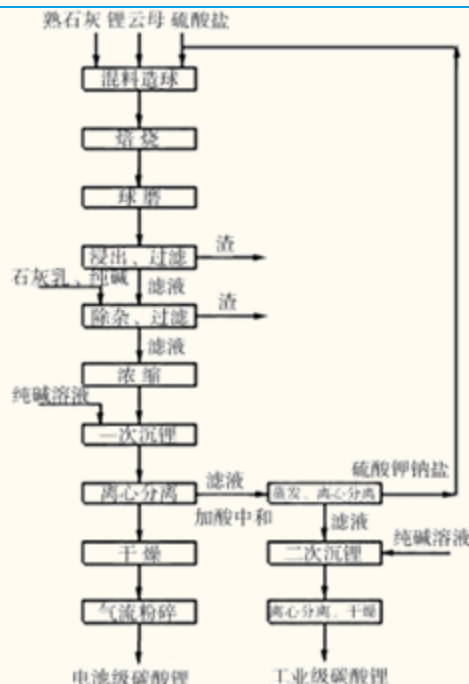 熟石灰 锂云母 硫酸盐
混料造球
焙烧
球磨
浸出、过滤
渣
石灰乳、纯碱
滤液
除杂、过滤
渣
滤液
浓缩
纯碱溶液
一次沉锂
离心分离
滤液
加酸中和
蒸发、离心分离
硫酸钾钠盐
滤液
干燥
二次沉锂
纯碱溶液
气流粉碎
离心分离、干燥
电池级碳酸锂
工业级碳酸锂